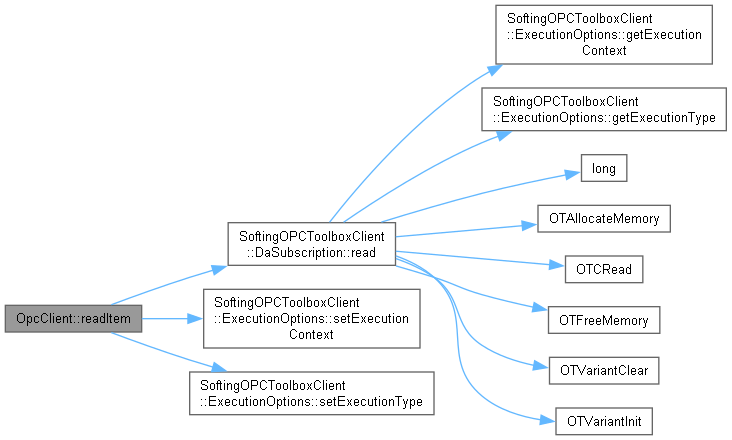 SoftingOPCToolboxClient
::ExecutionOptions::getExecution
Context
SoftingOPCToolboxClient
::ExecutionOptions::getExecutionType
long
OTAllocateMemory
SoftingOPCToolboxClient
::DaSubscription::read
OTCRead
OpcClient::readItem
SoftingOPCToolboxClient
::ExecutionOptions::setExecution
Context
OTFreeMemory
OTVariantClear
SoftingOPCToolboxClient
::ExecutionOptions::setExecutionType
OTVariantInit